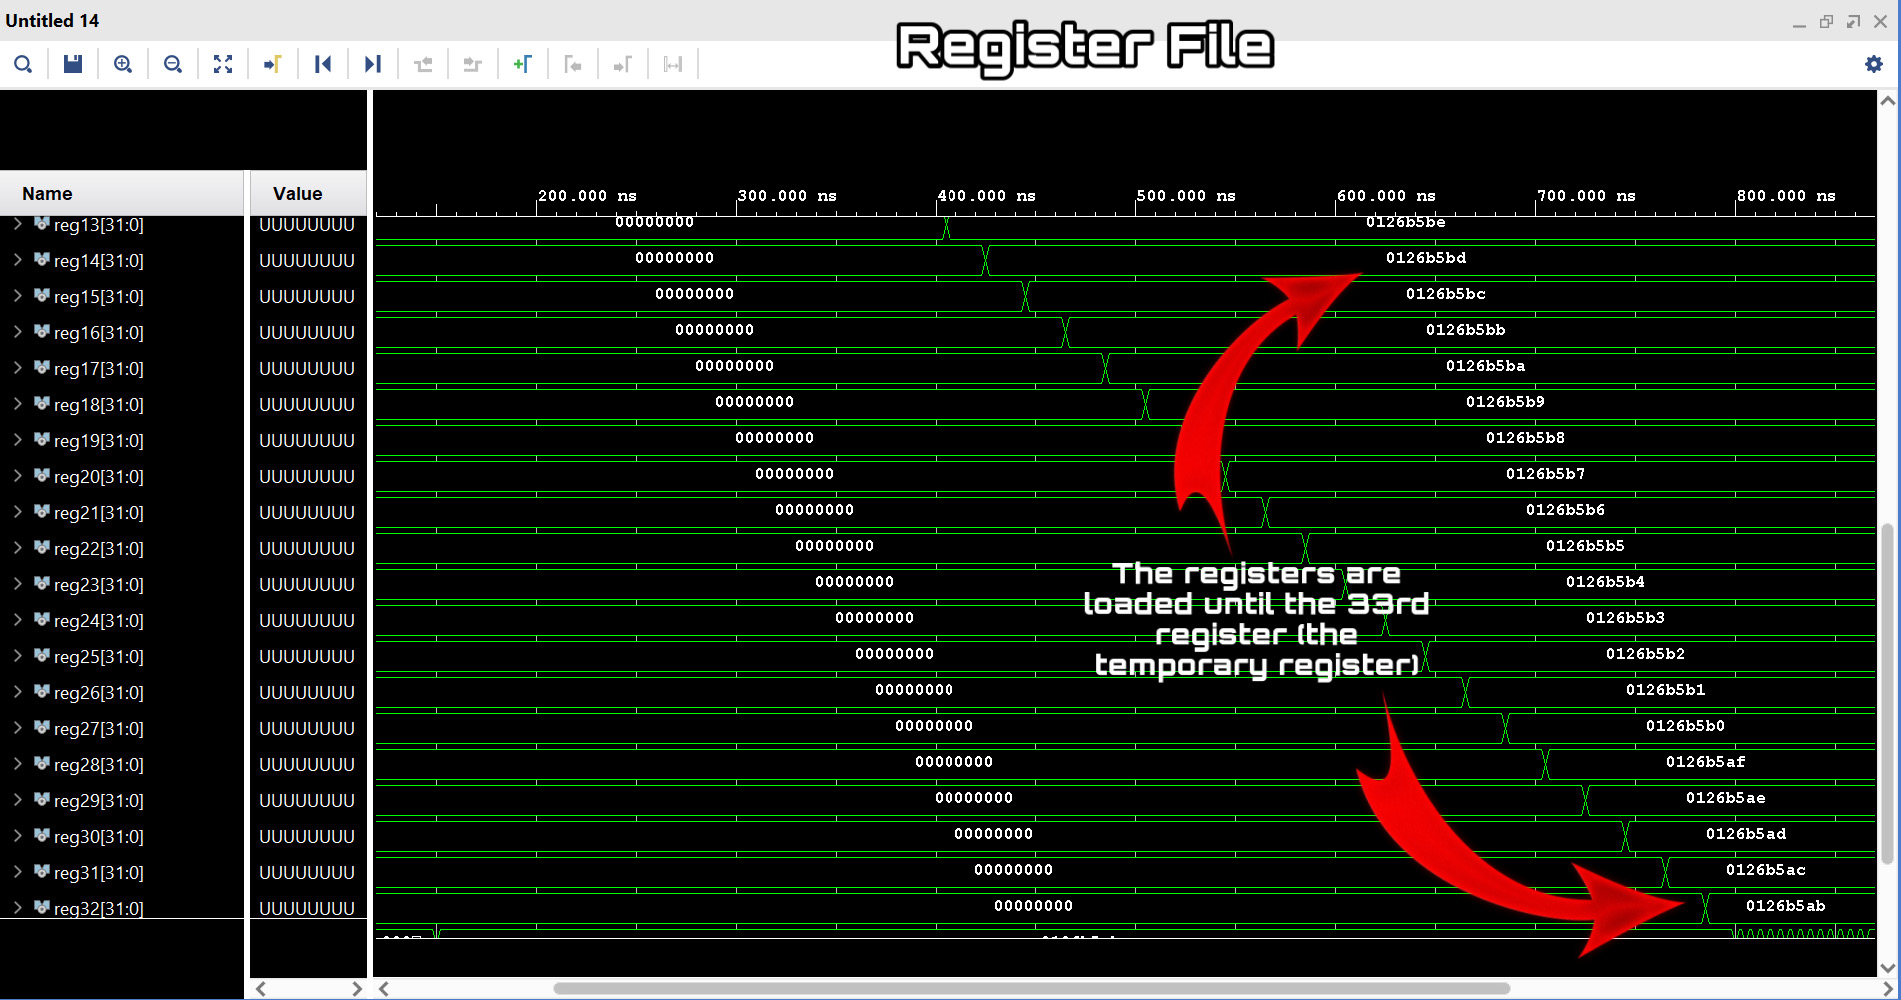 Untitled 14
Register File
Name Value
200.000 ns 300.000 ns 400.000 ns 500.000 ns 600.000 ns 700.000 ns 800.000 ns
reg13[31:0] UUUUUUUU 00000000 0126b5be
reg14[31:0] UUUUUUUU 00000000 0126b5bd
reg15[31:0] UUUUUUUU 00000000 0126b5bc
reg16[31:0] UUUUUUUU 00000000 0126b5bb
reg17[31:0] UUUUUUUU 00000000 0126b5ba
reg18[31:0] UUUUUUUU 00000000 0126b5b9
reg19[31:0] UUUUUUUU 00000000 0126b5b8
reg20[31:0] UUUUUUUU 00000000 0126b5b7
reg21[31:0] UUUUUUUU 00000000 0126b5b6
reg22[31:0] UUUUUUUU 00000000 0126b5b5
reg23[31:0] UUUUUUUU 00000000 0126b5b4
reg24[31:0] UUUUUUUU 00000000 0126b5b3
reg25[31:0] UUUUUUUU 00000000 0126b5b2
reg26[31:0] UUUUUUUU 00000000 0126b5b1
reg27[31:0] UUUUUUUU 00000000 0126b5b0
reg28[31:0] UUUUUUUU 00000000 0126b5af
reg29[31:0] UUUUUUUU 00000000 0126b5ae
reg30[31:0] UUUUUUUU 00000000 0126b5ad
reg31[31:0] UUUUUUUU 00000000 0126b5ac
reg32[31:0] UUUUUUUU 00000000 0126b5ab
The registers are
loaded until the 33rd
register (the
temporary register)